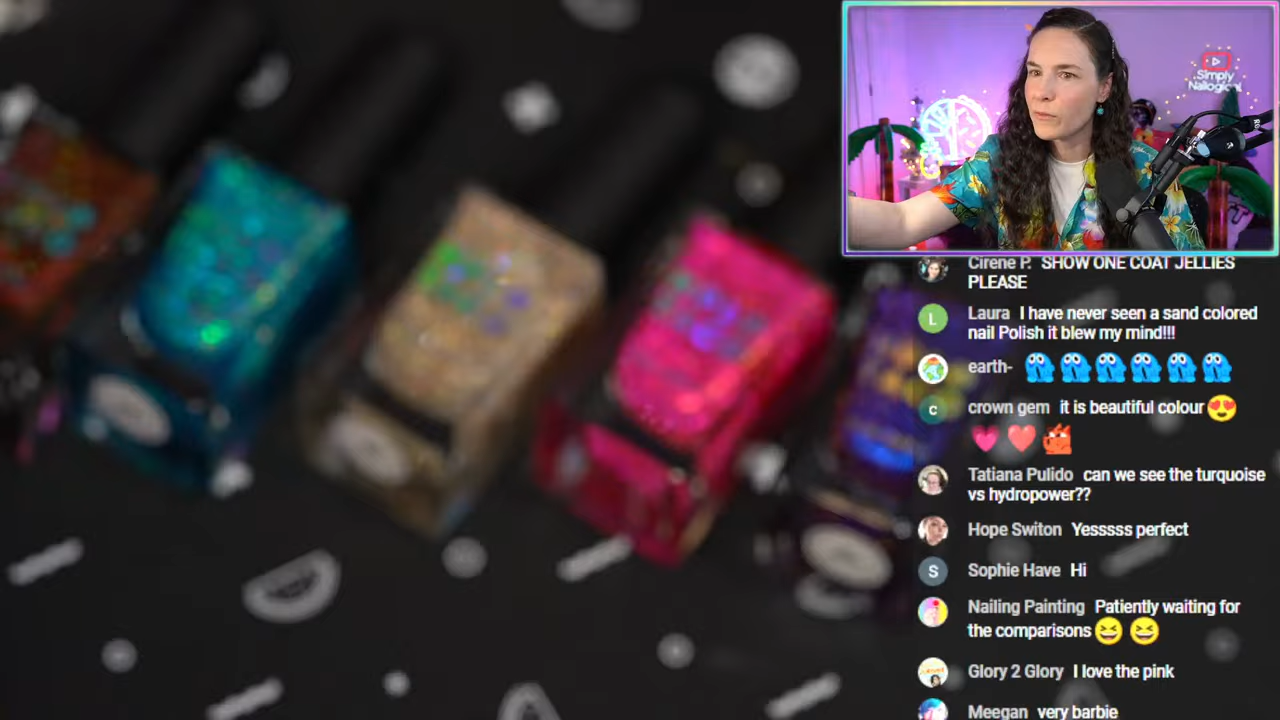 Simply
Nailogical
Cirene P. SHOW ONE COAT JELLIES
PLEASE
L Laura I have never seen a sand colored
nail Polish it blew my mind!!!
earth-
c crown gem it is beautiful colour
Tatiana Pulido can we see the turquoise
vs hydropower??
Hope Switon Yesssss perfect
S Sophie Have Hi
Nailing Painting Patiently waiting for
the comparisons
Glory 2 Glory I love the pink
Meegan very barbie